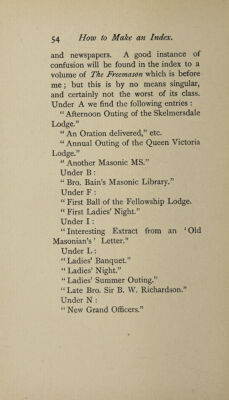 54 How to Make an Index.
and newspapers. A good instance of
confusion will be found in the index to a
volume of The Freemason which is before
me; but this is by no means singular,
and certainly not the worst of its class.
Under A we find the following entries:
"Afternoon Outing of the Skelmersdale
Lodge."
"An Oration delivered," etc.
"Annual Outing of the Queen Victoria
Lodge."
"Another Masonic MS."
Under B:
"Bro. Bain's Masonic Library."
Under F:
"First Ball of the Fellowship Lodge.
"First Ladies' Night."
Under I:
"Interesting Extract from an 'Old
Masonian's' Letter."
Under L:
"Ladies' Banquet."
"Ladies' Night."
"Ladies' Summer Outing."
"Late Bro. Sir B. W. Richardson."
Under N:
"New Grand Officers."